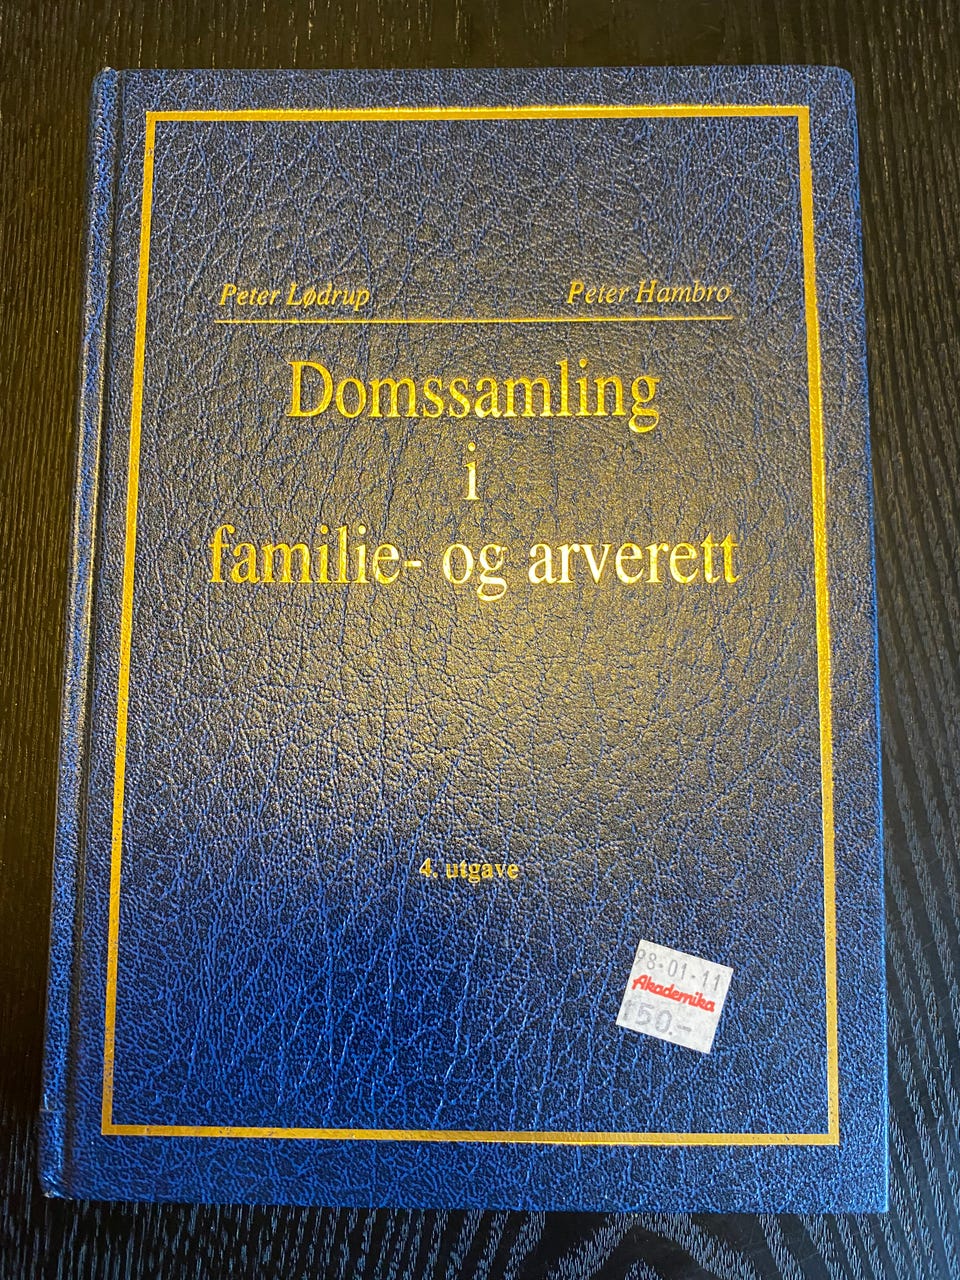 Peter Lødrup Peter Hambro
Domssamling
i
familie- og arverett
4. utgave
98-01-11
Akademika
150.-